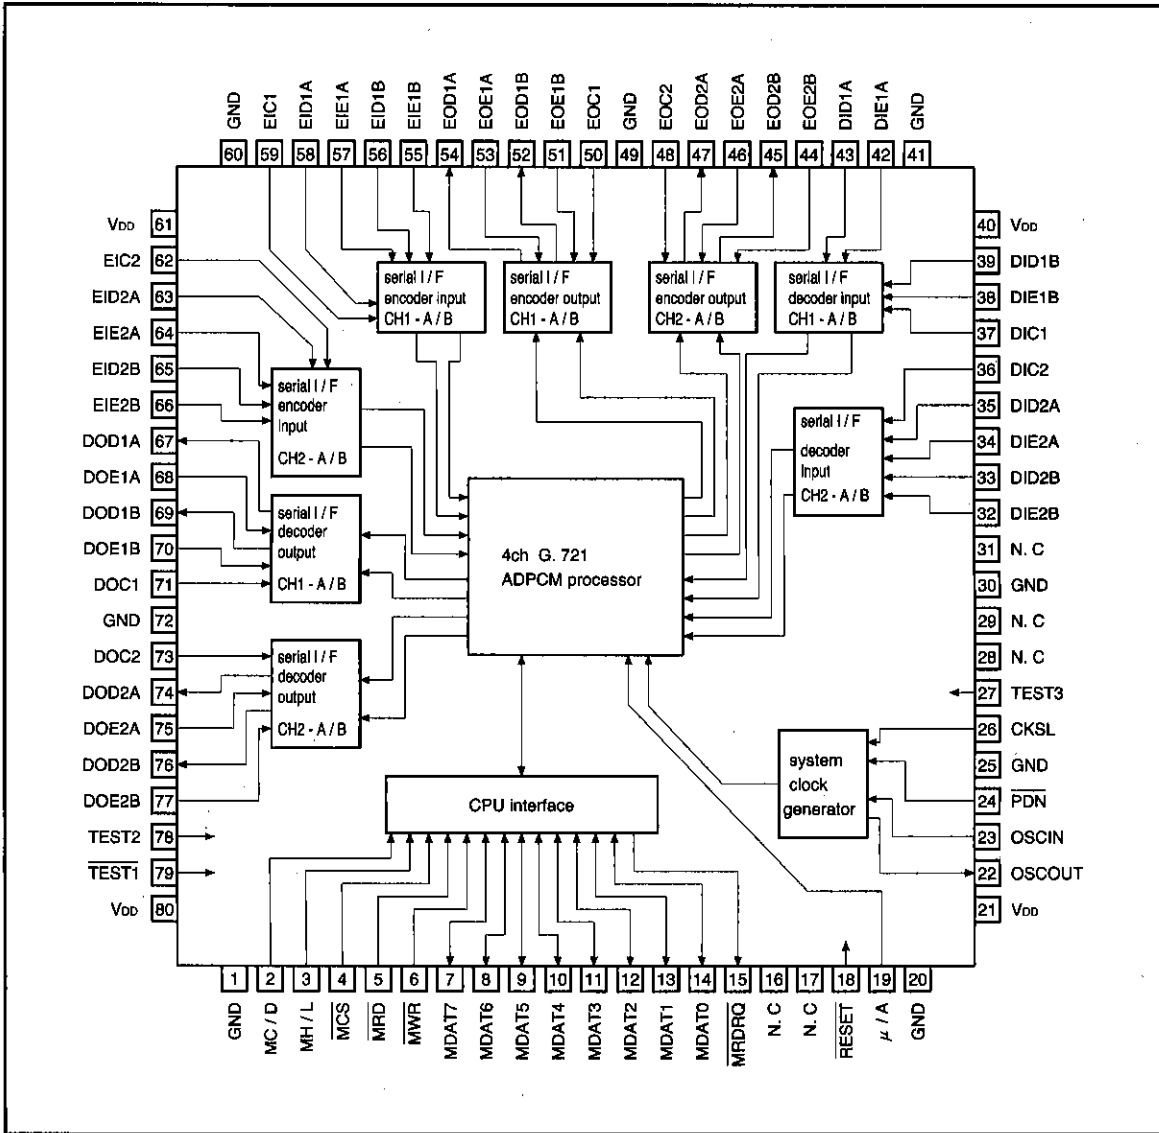 GND
EIC1
EID1A
EIE1A
EID1B
EIE1B
EOD1A
EOE1A
EOD1B
EOE1B
EOC1
GND
EOC2
EOD2A
EOE2A
EOD2B
EOE2B
DID1A
DIE1A
GND
60
59
58
57
56
55
54
53
52
51
50
49
48
47
46
45
44
43
42
41
VDD 61
EIC2 62
EID2A 63
EIE2A 64
EID2B 65
EIE2B 66
DOD1A 67
DOE1A 68
DOD1B 69
DOE1B 70
DOC1 71
GND 72
DOC2 73
DOD2A 74
DOE2A 75
DOD2B 76
DOE2B 77
TEST2 78
T̅E̅S̅T̅1̅ 79
VDD 80
serial I / F
encoder input
CH1 - A / B
serial I / F
encoder output
CH1 - A / B
serial I / F
encoder output
CH2 - A / B
serial I / F
decoder input
CH1 - A / B
serial I / F
encoder
input
CH2 - A / B
serial I / F
decoder
input
CH2 - A / B
serial I / F
decoder
output
CH1 - A / B
4ch G. 721
ADPCM processor
serial I / F
decoder
output
CH2 - A / B
system
clock
generator
CPU interface
40 VDD
39 DID1B
38 DIE1B
37 DIC1
36 DIC2
35 DID2A
34 DIE2A
33 DID2B
32 DIE2B
31 N. C
30 GND
29 N. C
28 N. C
27 TEST3
26 CKSL
25 GND
24 P̅D̅N̅
23 OSCIN
22 OSCOUT
21 VDD
1
2
3
4
5
6
7
8
9
10
11
12
13
14
15
16
17
18
19
20
GND
MC / D
MH / L
M̅C̅S̅
M̅R̅D̅
M̅W̅R̅
MDAT7
MDAT6
MDAT5
MDAT4
MDAT3
MDAT2
MDAT1
MDAT0
M̅R̅D̅R̅Q̅
N. C
N. C
R̅E̅S̅E̅T̅
μ / A
GND